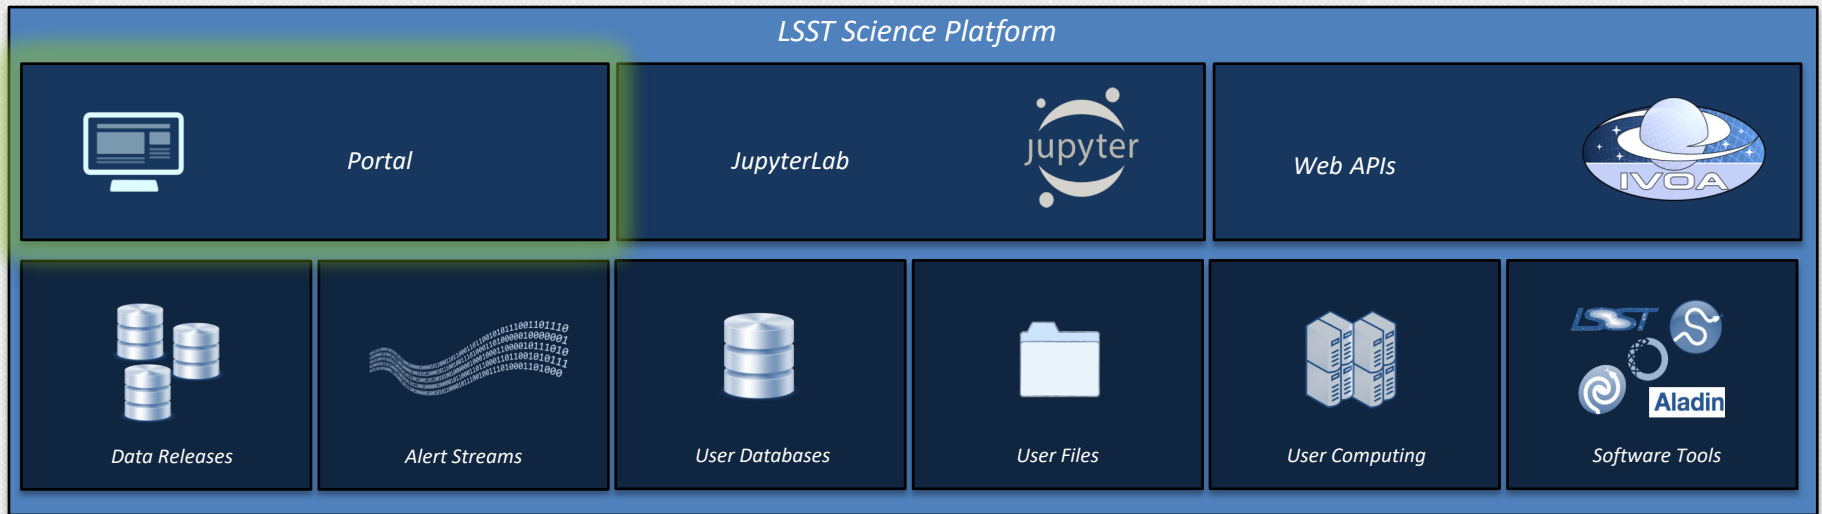 LSST Science Platform
Portal
JupyterLab
jupyter
Web APIs
IVOA
Data Releases
Alert Streams
User Databases
User Files
User Computing
LSST
Aladin
Software Tools